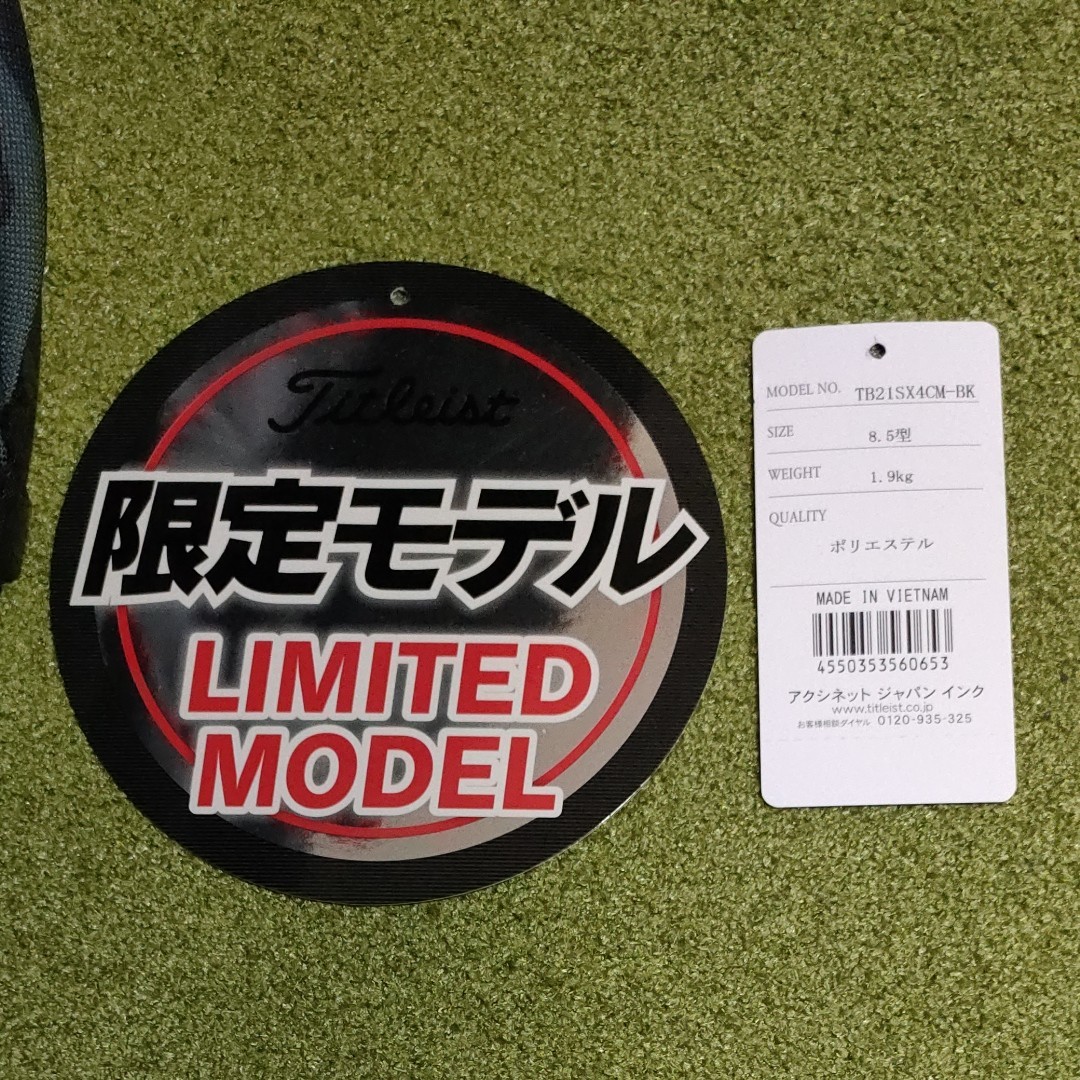 Titleist
限定モデル
LIMITED
MODEL
MODEL NO. TB21SX4CM-BK
SIZE 8.5型
WEIGHT 1.9kg
QUALITY
ポリエステル
MADE IN VIETNAM
4550353560653
アクシネット ジャパン インク
www.titleist.co.jp
お客様相談ダイヤル 0120-935-325